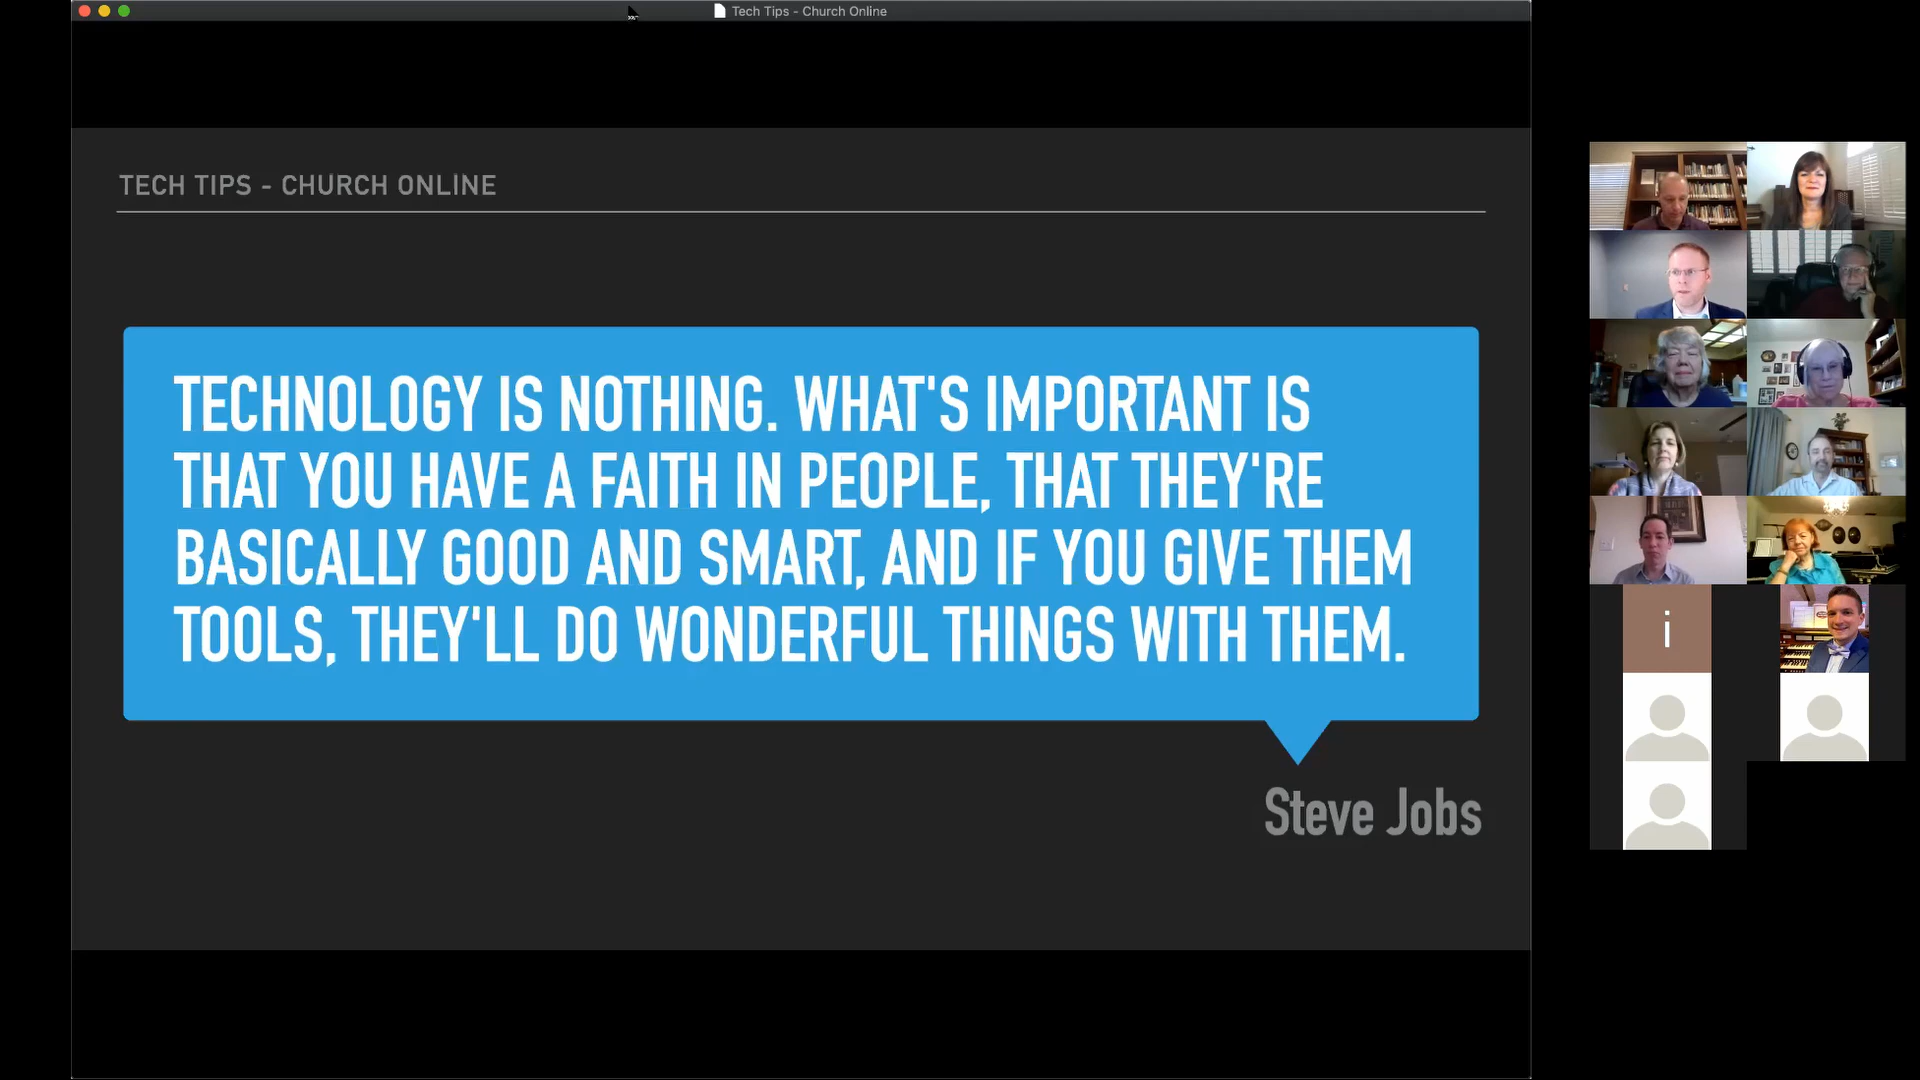 Tech Tips - Church Online
TECH TIPS - CHURCH ONLINE
TECHNOLOGY IS NOTHING. WHAT'S IMPORTANT IS
THAT YOU HAVE A FAITH IN PEOPLE, THAT THEY'RE
BASICALLY GOOD AND SMART, AND IF YOU GIVE THEM
TOOLS, THEY'LL DO WONDERFUL THINGS WITH THEM.
Steve Jobs
i